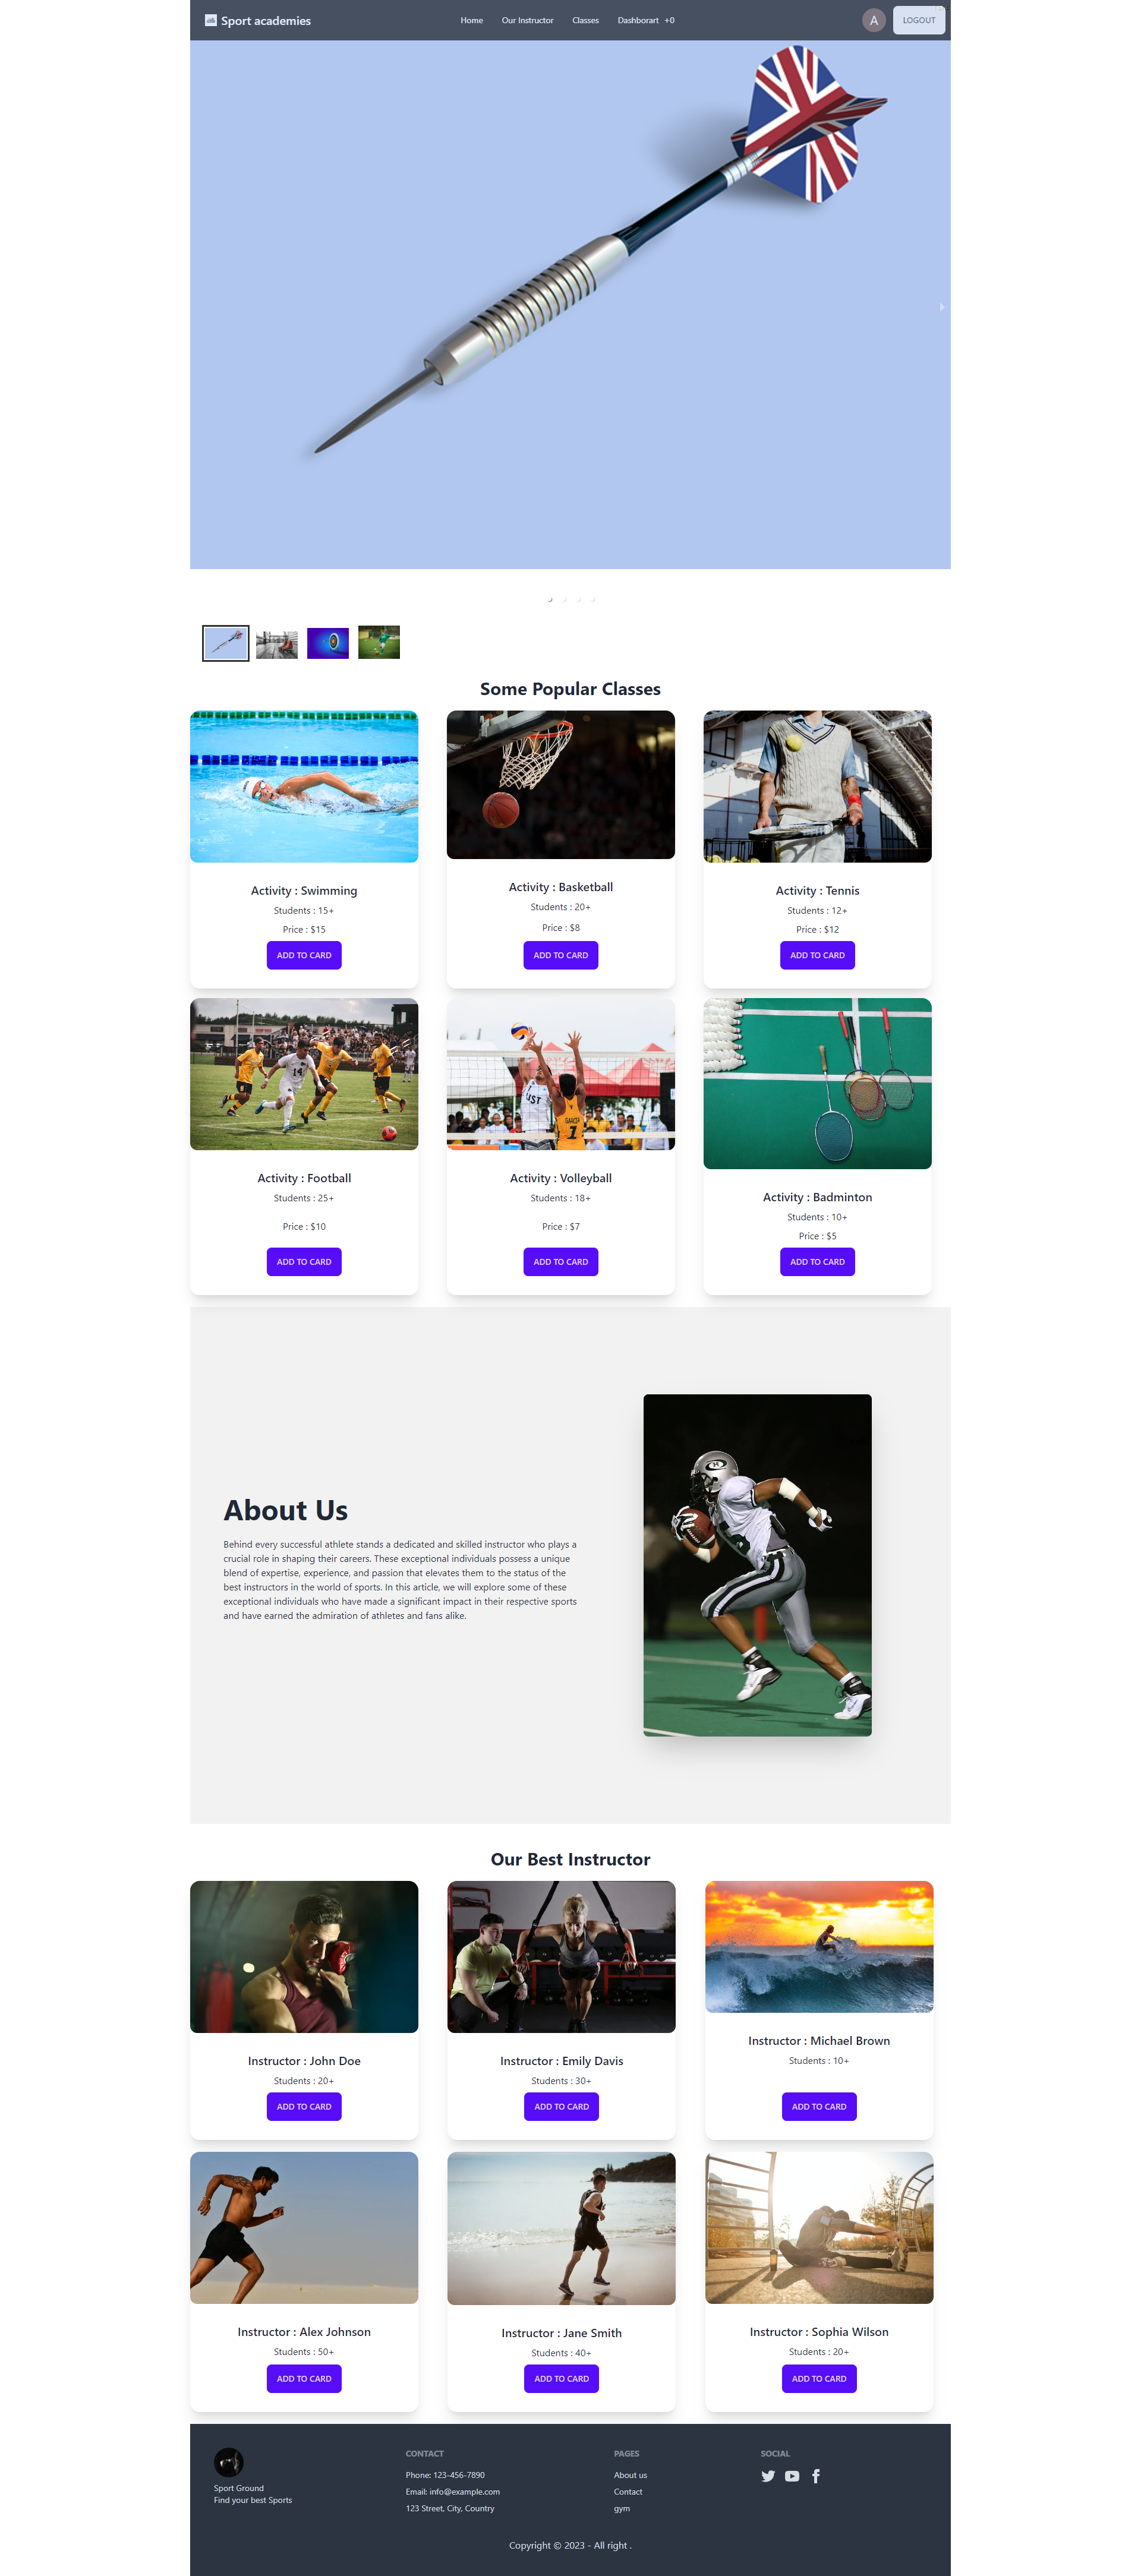 Sport academies
Home Our Instructor Classes Dashborart +0
A
LOGOUT
Some Popular Classes
Activity : Swimming
Students : 15+
Price : $15
ADD TO CARD
Activity : Basketball
Students : 20+
Price : $8
ADD TO CARD
Activity : Tennis
Students : 12+
Price : $12
ADD TO CARD
14
Activity : Football
Students : 25+
Price : $10
ADD TO CARD
UST
1
Activity : Volleyball
Students : 18+
Price : $7
ADD TO CARD
Activity : Badminton
Students : 10+
Price : $5
ADD TO CARD
About Us
Behind every successful athlete stands a dedicated and skilled instructor who plays a
crucial role in shaping their careers. These exceptional individuals possess a unique
blend of expertise, experience, and passion that elevates them to the status of the
best instructors in the world of sports. In this article, we will explore some of these
exceptional individuals who have made a significant impact in their respective sports
and have earned the admiration of athletes and fans alike.
Our Best Instructor
Instructor : John Doe
Students : 20+
ADD TO CARD
Instructor : Emily Davis
Students : 30+
ADD TO CARD
Instructor : Michael Brown
Students : 10+
ADD TO CARD
Instructor : Alex Johnson
Students : 50+
ADD TO CARD
Instructor : Jane Smith
Students : 40+
ADD TO CARD
Instructor : Sophia Wilson
Students : 20+
ADD TO CARD
Sport Ground
Find your best Sports
CONTACT
Phone: 123-456-7890
Email: info@example.com
123 Street, City, Country
PAGES
About us
Contact
gym
SOCIAL
Copyright © 2023 - All right .